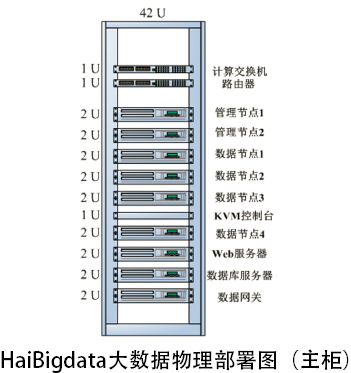 42 U
1 U 计算交换机
1 U 路由器
2 U 管理节点1
2 U 管理节点2
2 U 数据节点1
2 U 数据节点2
2 U 数据节点3
1 U KVM控制台
2 U 数据节点4
2 U Web服务器
2 U 数据库服务器
2 U 数据网关
HaiBigdata大数据物理部署图（主柜）